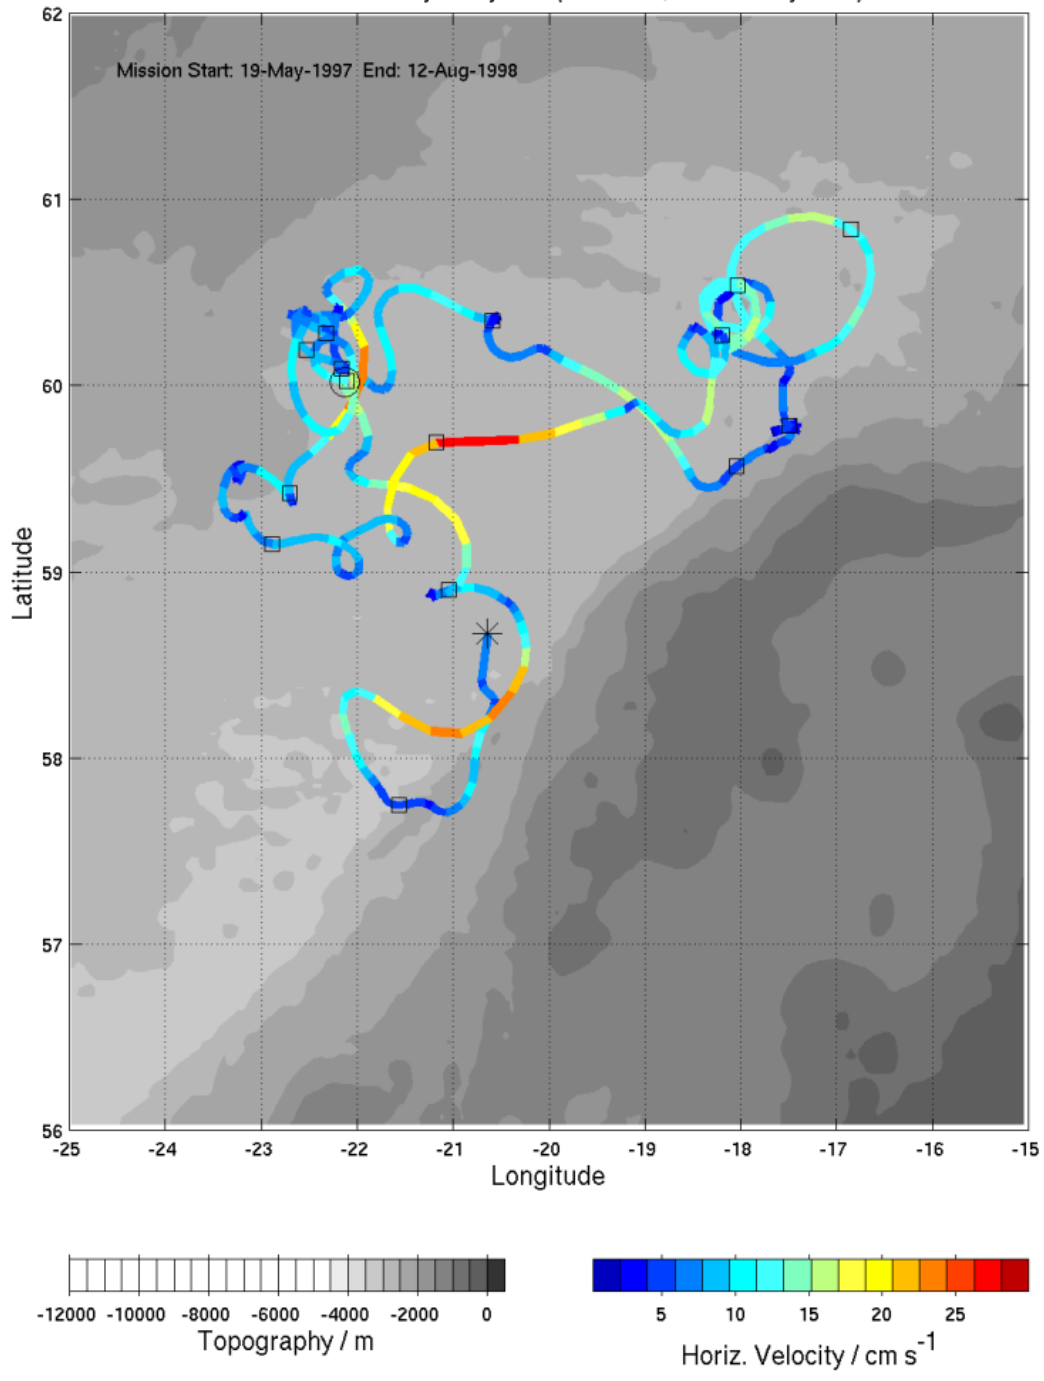 Mission Start: 19-May-1997 End: 12-Aug-1998
62
61
60
59
58
57
56
Latitude
-25 -24 -23 -22 -21 -20 -19 -18 -17 -16 -15
Longitude
-12000 -10000 -8000 -6000 -4000 -2000 0
Topography / m
5 10 15 20 25
Horiz. Velocity / cm s-1